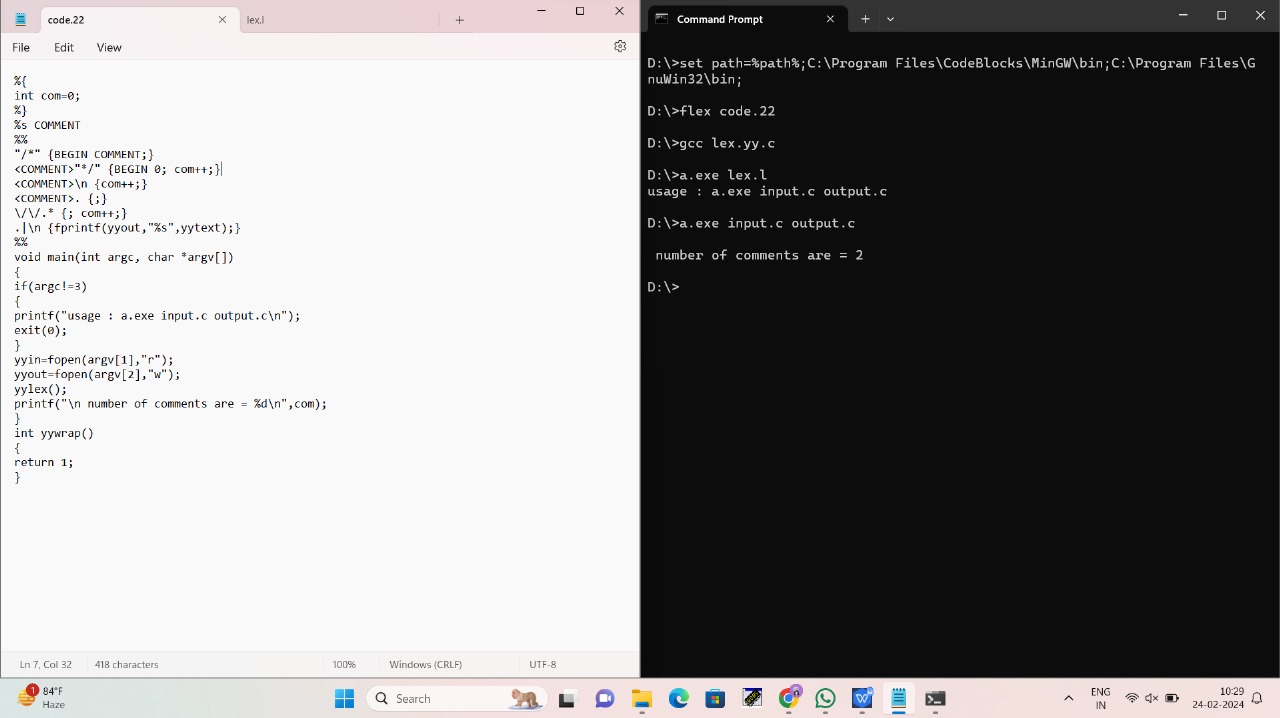 code.22
lex.l
File Edit View
%{
int com=0;
%}
%s COMMENT
%%
"/*" {BEGIN COMMENT;}
<COMMENT>"*/" {BEGIN 0; com++;}
<COMMENT>\n {com++;}
<COMMENT>. {;}
\/\/.* {; com++;}
.|\n {fprintf(yyout,"%s",yytext);}
%%
void main(int argc, char *argv[])
{
if(argc!=3)
{
printf("usage : a.exe input.c output.c\n");
exit(0);
}
yyin=fopen(argv[1],"r");
yyout=fopen(argv[2],"w");
yylex();
printf("\n number of comments are = %d\n",com);
}
int yywrap()
{
return 1;
}
Ln 7, Col 32 418 characters 100% Windows (CRLF) UTF-8
Command Prompt
D:\>set path=%path%;C:\Program Files\CodeBlocks\MinGW\bin;C:\Program Files\G
nuWin32\bin;
D:\>flex code.22
D:\>gcc lex.yy.c
D:\>a.exe lex.l
usage : a.exe input.c output.c
D:\>a.exe input.c output.c
number of comments are = 2
D:\>
1
84°F
Haze
Search
ENG
IN
10:29
24-02-2024